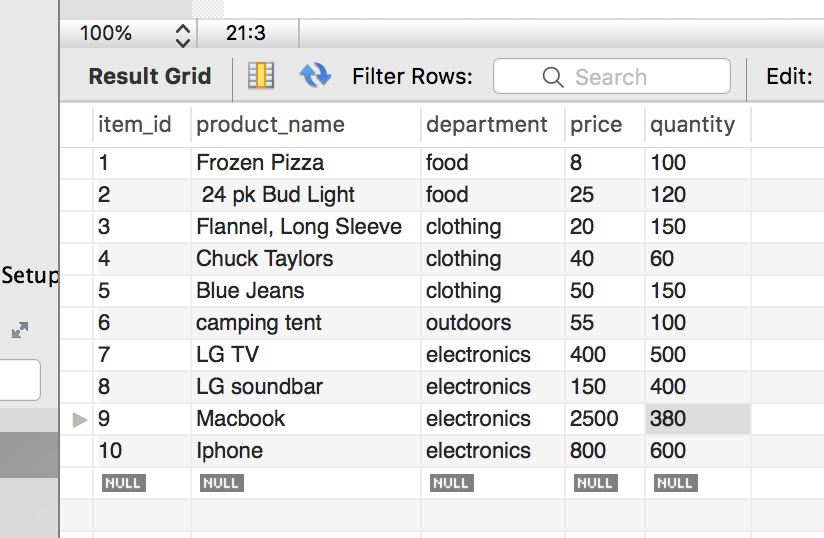 100% 21:3
Result Grid Filter Rows: Search Edit:
item_id product_name department price quantity
1 Frozen Pizza food 8 100
2 24 pk Bud Light food 25 120
3 Flannel, Long Sleeve clothing 20 150
4 Chuck Taylors clothing 40 60
Setup
5 Blue Jeans clothing 50 150
6 camping tent outdoors 55 100
7 LG TV electronics 400 500
8 LG soundbar electronics 150 400
9 Macbook electronics 2500 380
10 Iphone electronics 800 600
NULL NULL NULL NULL NULL